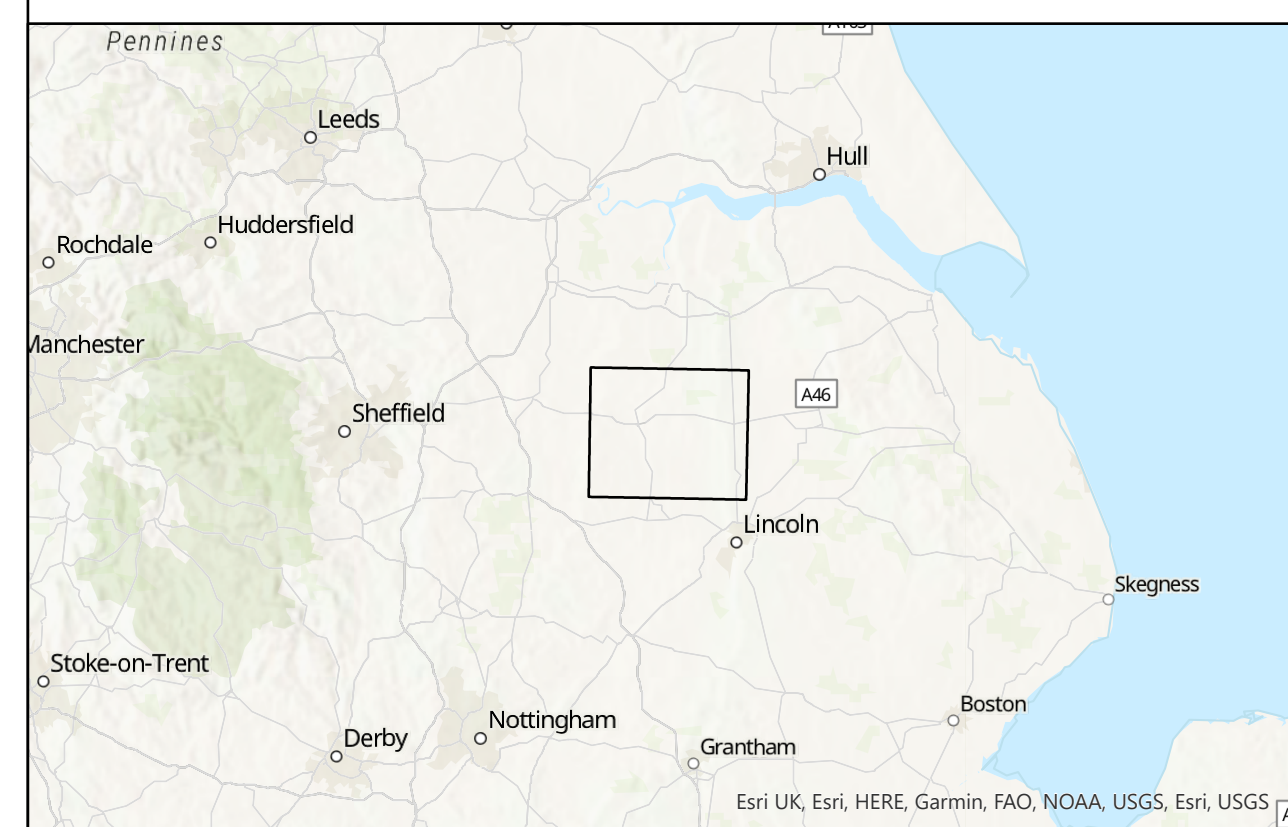 Pennines
Leeds
Hull
Huddersfield
Rochdale
Manchester
A46
Sheffield
Lincoln
Skegness
Stoke-on-Trent
Boston
Nottingham
Derby
Grantham
Esri UK, Esri, HERE, Garmin, FAO, NOAA, USGS, Esri, USGS